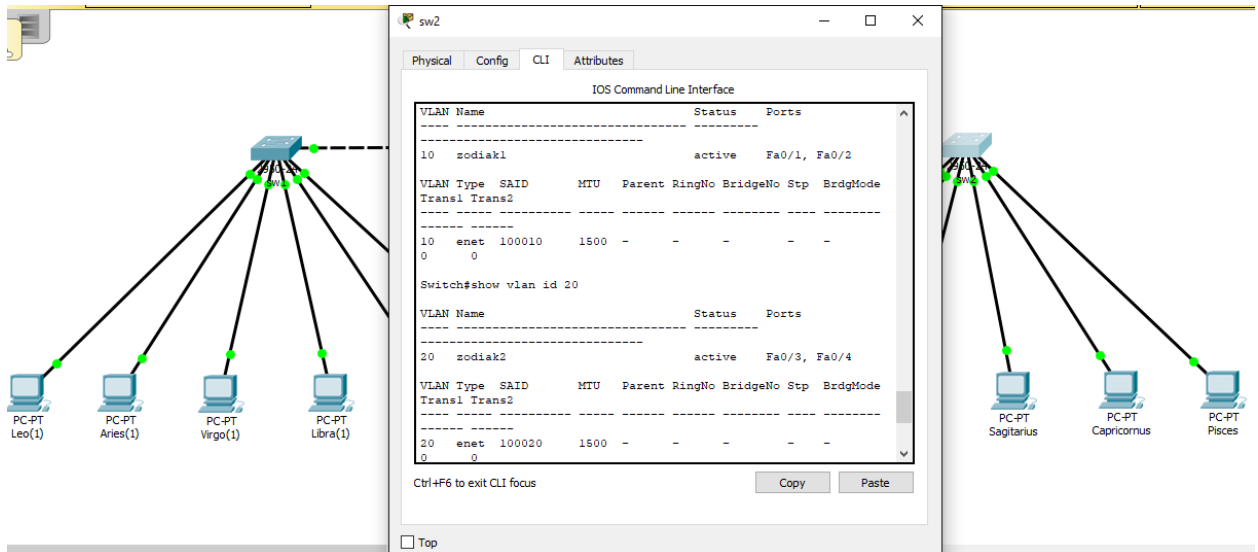 sw2
Physical Config CLI Attributes
IOS Command Line Interface
VLAN Name Status Ports
---- -------------------------------- ---------
-------------------------------
10 zodiak1 active Fa0/1, Fa0/2
VLAN Type SAID MTU Parent RingNo BridgeNo Stp BrdgMode
Trans1 Trans2
---- ----- ---------- ----- ------ ------ -------- ---- --------
------ ------
10 enet 100010 1500 - - - - -
0 0
Switch#show vlan id 20
VLAN Name Status Ports
---- -------------------------------- ---------
-------------------------------
20 zodiak2 active Fa0/3, Fa0/4
VLAN Type SAID MTU Parent RingNo BridgeNo Stp BrdgMode
Trans1 Trans2
---- ----- ---------- ----- ------ ------ -------- ---- --------
------ ------
20 enet 100020 1500 - - - - -
0 0
Ctrl+F6 to exit CLI focus
Copy Paste
Top
sw1
sw2
PC-PT
Leo(1)
PC-PT
Aries(1)
PC-PT
Virgo(1)
PC-PT
Libra(1)
PC-PT
Sagitarius
PC-PT
Capricornus
PC-PT
Pisces